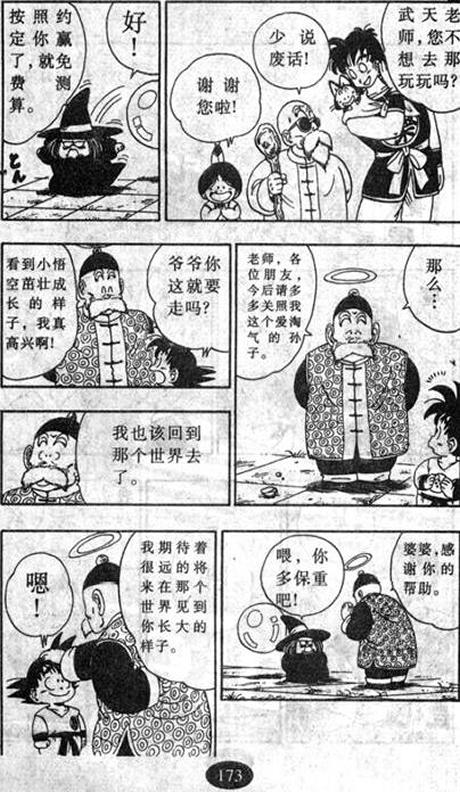 武天老
师,您不
想去那
玩玩吗?
少说
废话!
谢谢
您啦!
好!
按照约
定,你赢
了,就免
费测
算。
那么…
老师,各
位朋友,
今后请多
多关照我
这个爱淘
气的孙
子。
爷爷你
这就要
走吗?
看到小悟
空茁壮成
长的样
子,我真
高兴啊!
我也该回到
那个世界去
了。
婆婆,感
谢你的
帮助。
喂,你
多保重
吧!
我期待着
很远的将
来在那个
世界见到
你长大的
样子。
嗯!
とん
173